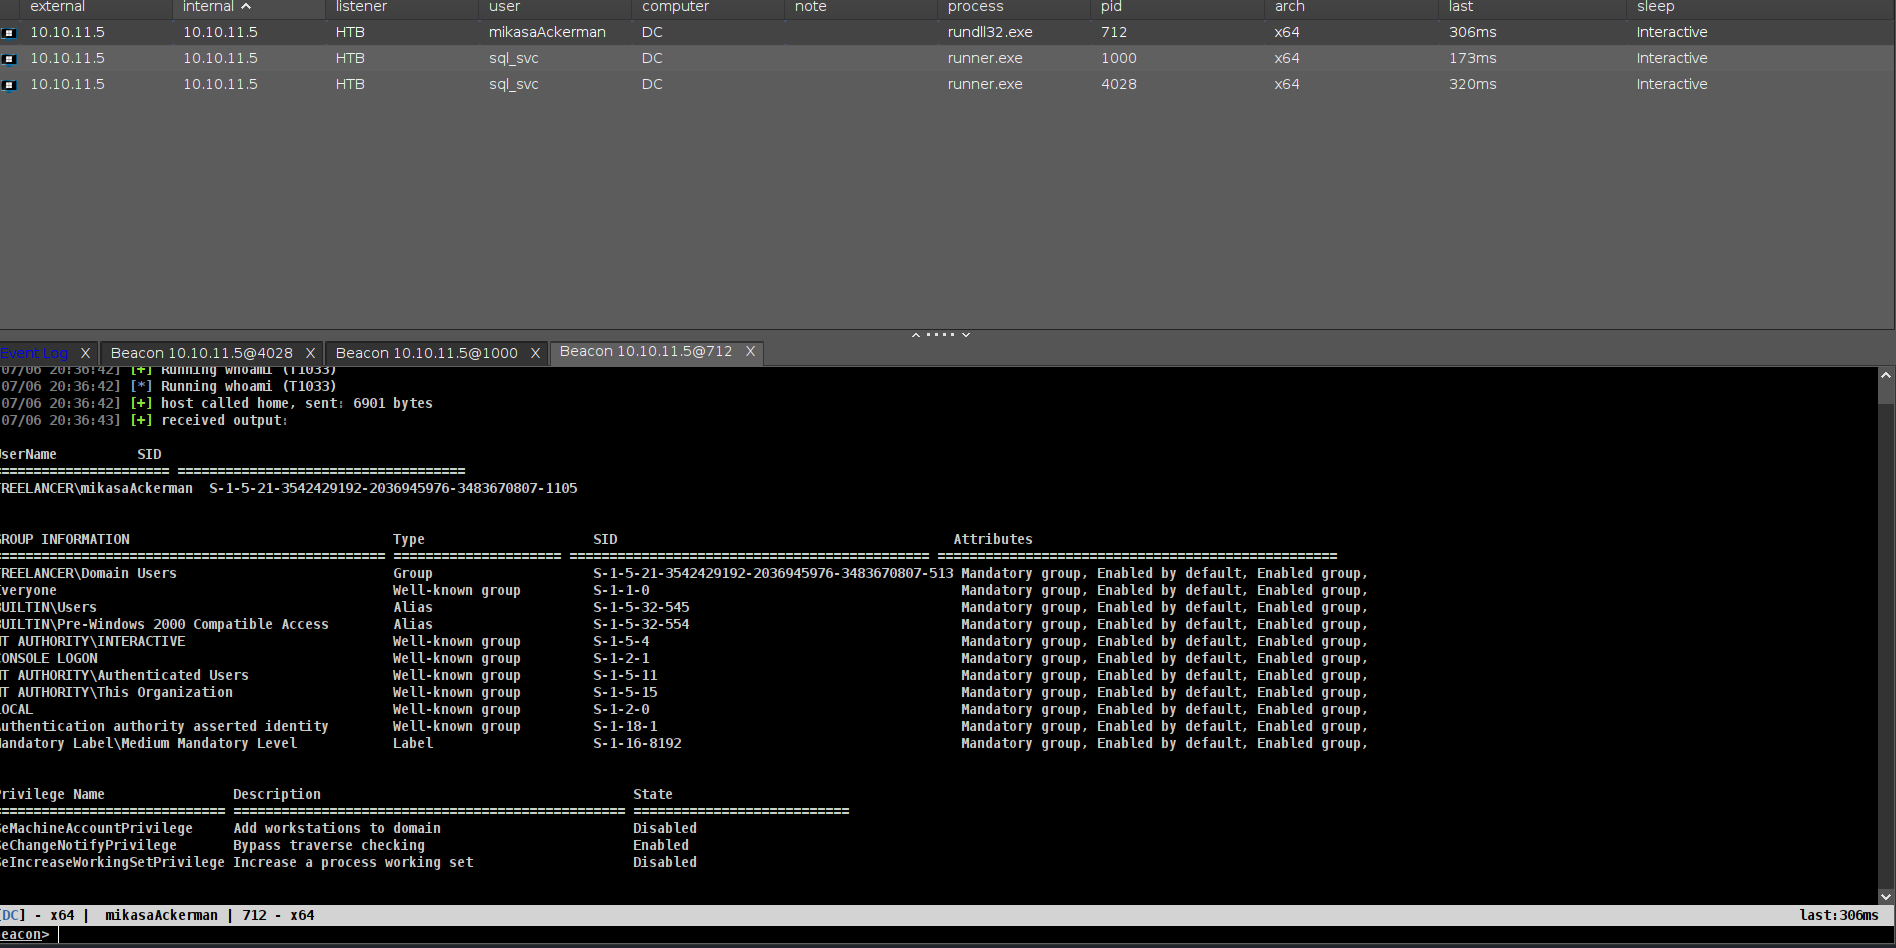 external internal listener user computer note process pid arch last sleep
10.10.11.5 10.10.11.5 HTB mikasaAckerman DC rundll32.exe 712 x64 306ms Interactive
10.10.11.5 10.10.11.5 HTB sql_svc DC runner.exe 1000 x64 173ms Interactive
10.10.11.5 10.10.11.5 HTB sql_svc DC runner.exe 4028 x64 320ms Interactive
Event Log X Beacon 10.10.11.5@4028 X Beacon 10.10.11.5@1000 X Beacon 10.10.11.5@712 X
07/06 20:36:42] [+] Running whoami (T1033)
07/06 20:36:42] [*] Running whoami (T1033)
07/06 20:36:42] [+] host called home, sent: 6901 bytes
07/06 20:36:43] [+] received output:
UserName SID
===================== ====================================
REELANCER\mikasaAckerman S-1-5-21-3542429192-2036945976-3483670807-1105
ROUP INFORMATION Type SID Attributes
================================================ ===================== ============================================= ==================================================
REELANCER\Domain Users Group S-1-5-21-3542429192-2036945976-3483670807-513 Mandatory group, Enabled by default, Enabled group,
Everyone Well-known group S-1-1-0 Mandatory group, Enabled by default, Enabled group,
BUILTIN\Users Alias S-1-5-32-545 Mandatory group, Enabled by default, Enabled group,
BUILTIN\Pre-Windows 2000 Compatible Access Alias S-1-5-32-554 Mandatory group, Enabled by default, Enabled group,
NT AUTHORITY\INTERACTIVE Well-known group S-1-5-4 Mandatory group, Enabled by default, Enabled group,
CONSOLE LOGON Well-known group S-1-2-1 Mandatory group, Enabled by default, Enabled group,
NT AUTHORITY\Authenticated Users Well-known group S-1-5-11 Mandatory group, Enabled by default, Enabled group,
NT AUTHORITY\This Organization Well-known group S-1-5-15 Mandatory group, Enabled by default, Enabled group,
LOCAL Well-known group S-1-2-0 Mandatory group, Enabled by default, Enabled group,
Authentication authority asserted identity Well-known group S-1-18-1 Mandatory group, Enabled by default, Enabled group,
Mandatory Label\Medium Mandatory Level Label S-1-16-8192 Mandatory group, Enabled by default, Enabled group,
Privilege Name Description State
============================= ================================================= ===========================
SeMachineAccountPrivilege Add workstations to domain Disabled
SeChangeNotifyPrivilege Bypass traverse checking Enabled
SeIncreaseWorkingSetPrivilege Increase a process working set Disabled
[DC] - x64 | mikasaAckerman | 712 - x64 last:306ms
eacon>